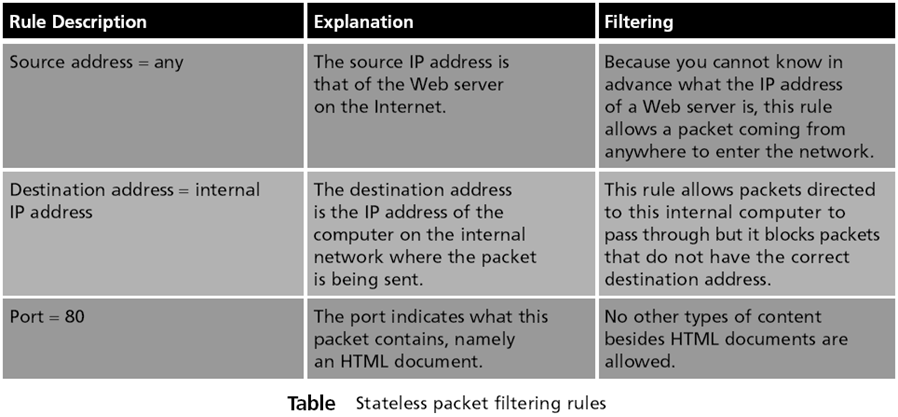 Rule Description
Explanation
Filtering
Source address = any
The source IP address is
that of the Web server
on the Internet.
Because you cannot know in
advance what the IP address
of a Web server is, this rule
allows a packet coming from
anywhere to enter the network.
Destination address = internal
IP address
The destination address
is the IP address of the
computer on the internal
network where the packet
is being sent.
This rule allows packets directed
to this internal computer to
pass through but it blocks packets
that do not have the correct
destination address.
Port = 80
The port indicates what this
packet contains, namely
an HTML document.
No other types of content
besides HTML documents are
allowed.
Table Stateless packet filtering rules